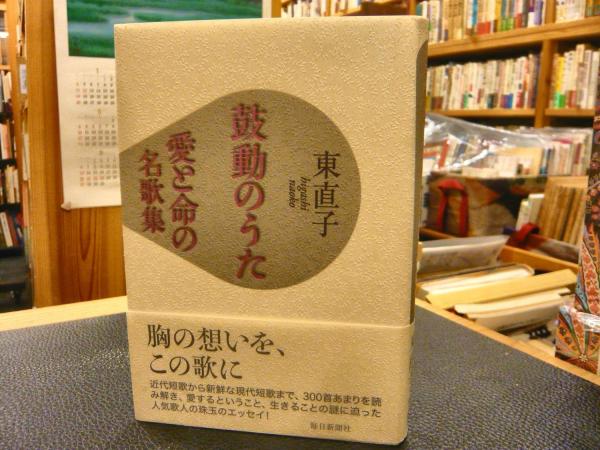 東直子
higashi
naoko
鼓動のうた
愛と命の
名歌集
胸の想いを、
この歌に
近代短歌から新鮮な現代短歌まで、300首あまりを読
み解き、愛するということ、生きることの謎に迫った
人気歌人の珠玉のエッセイ!
毎日新聞社